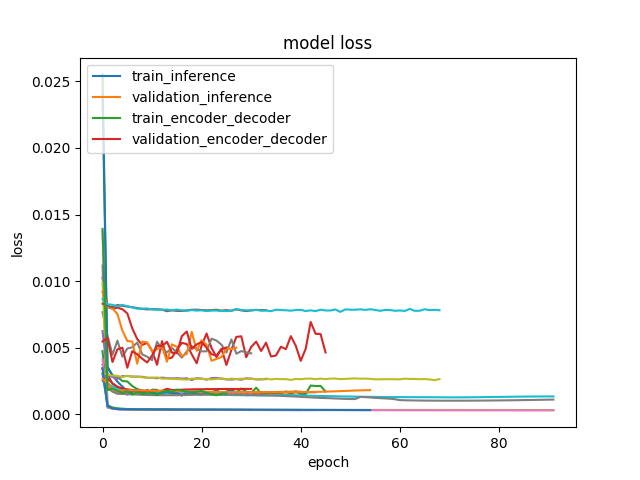 model loss
train_inference
validation_inference
train_encoder_decoder
validation_encoder_decoder
loss
0.025
0.020
0.015
0.010
0.005
0.000
0 20 40 60 80
epoch